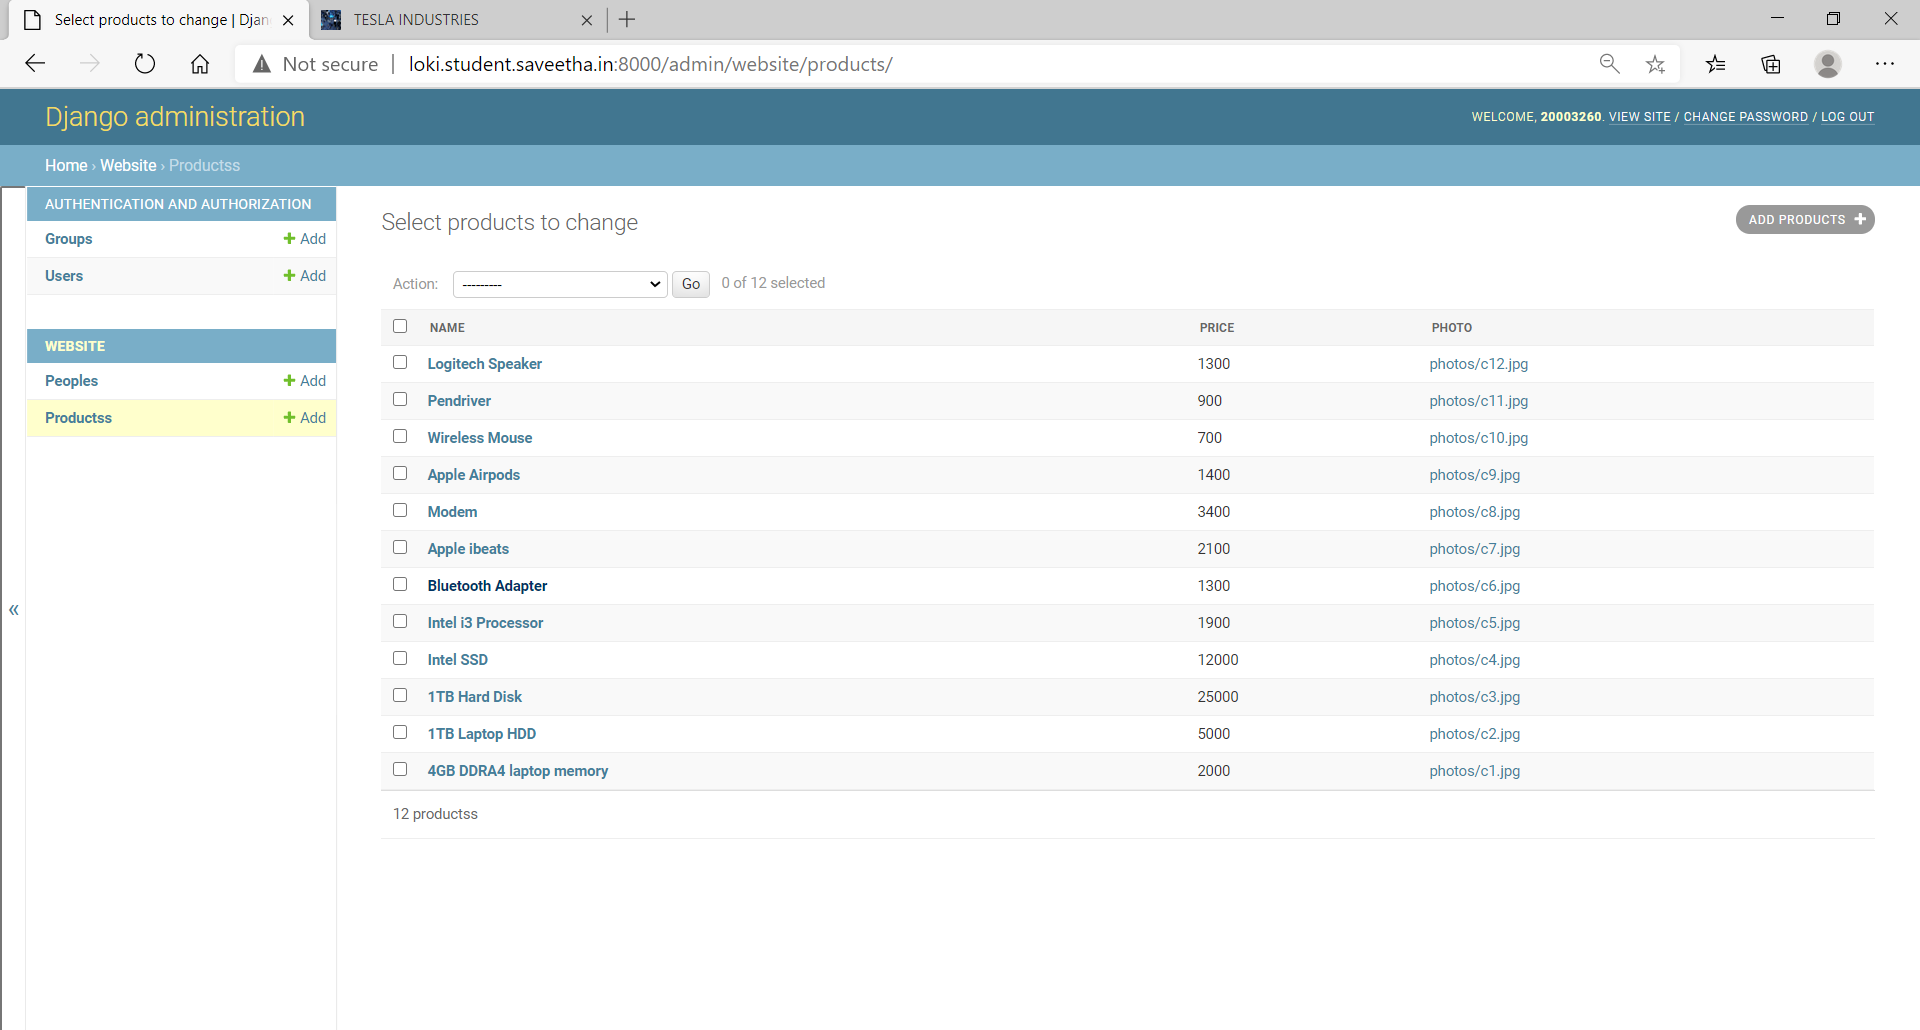 Select products to change | Djan
TESLA INDUSTRIES
Not secure | loki.student.saveetha.in:8000/admin/website/products/
Django administration
WELCOME, 20003260. VIEW SITE / CHANGE PASSWORD / LOG OUT
Home › Website › Productss
AUTHENTICATION AND AUTHORIZATION
Groups + Add
Users + Add
WEBSITE
Peoples + Add
Productss + Add
«
Select products to change
ADD PRODUCTS +
Action: --------- Go 0 of 12 selected
NAME PRICE PHOTO
Logitech Speaker 1300 photos/c12.jpg
Pendriver 900 photos/c11.jpg
Wireless Mouse 700 photos/c10.jpg
Apple Airpods 1400 photos/c9.jpg
Modem 3400 photos/c8.jpg
Apple ibeats 2100 photos/c7.jpg
Bluetooth Adapter 1300 photos/c6.jpg
Intel i3 Processor 1900 photos/c5.jpg
Intel SSD 12000 photos/c4.jpg
1TB Hard Disk 25000 photos/c3.jpg
1TB Laptop HDD 5000 photos/c2.jpg
4GB DDRA4 laptop memory 2000 photos/c1.jpg
12 productss